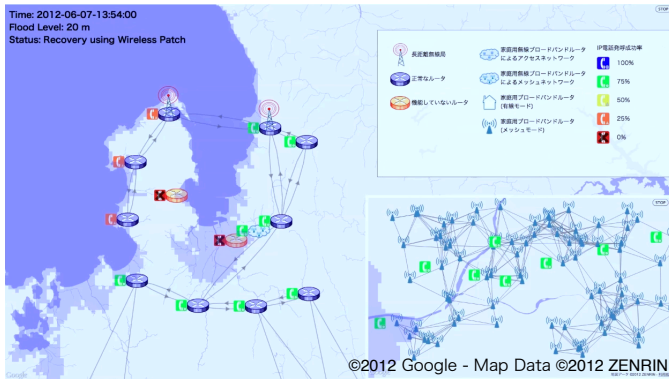 Time: 2012-06-07-13:54:00
Flood Level: 20 m
Status: Recovery using Wireless Patch
STOP
長距離無線局
正常なルータ
機能していないルータ
家庭用無線ブロードバンドルータ
によるアクセスネットワーク
家庭用無線ブロードバンドルータ
によるメッシュネットワーク
家庭用ブロードバンドルータ
(有線モード)
家庭用ブロードバンドルータ
(メッシュモード)
IP電話発呼成功率
100%
75%
50%
25%
0%
STOP
Google
©2012 Google - Map Data ©2012 ZENRIN